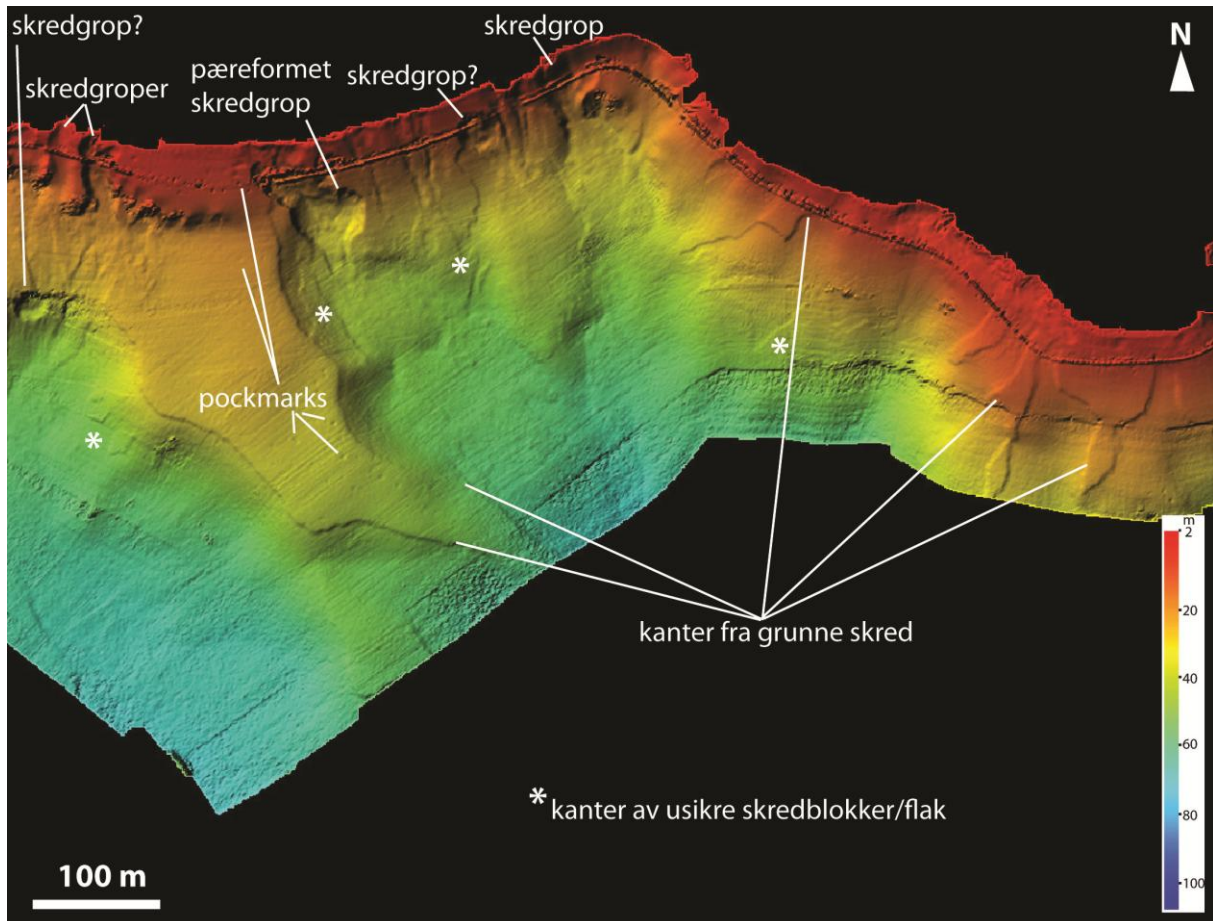 skredgrop?
skredgrop
N
pæreformet
skredgrop
skredgrop?
skredgroper
*
*
*
pockmarks
*
m
2
20
40
60
80
100
kanter fra grunne skred
* kanter av usikre skredblokker/flak
100 m